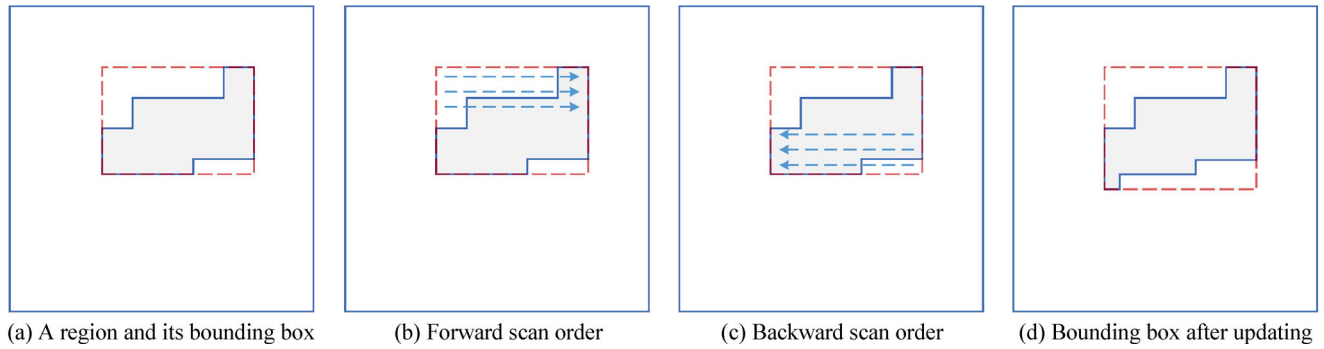 (a) A region and its bounding box
(b) Forward scan order
(c) Backward scan order
(d) Bounding box after updating